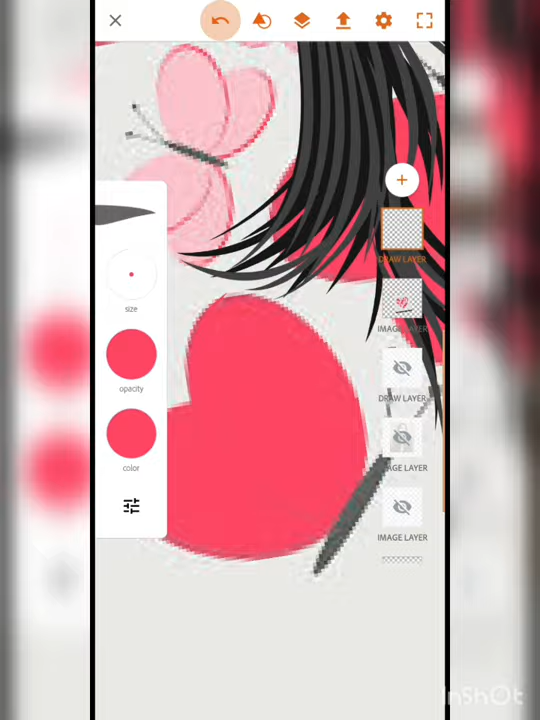 DRAW LAYER
size
IMAGE LAYER
opacity
DRAW LAYER
color
IMAGE LAYER
IMAGE LAYER
InShOt